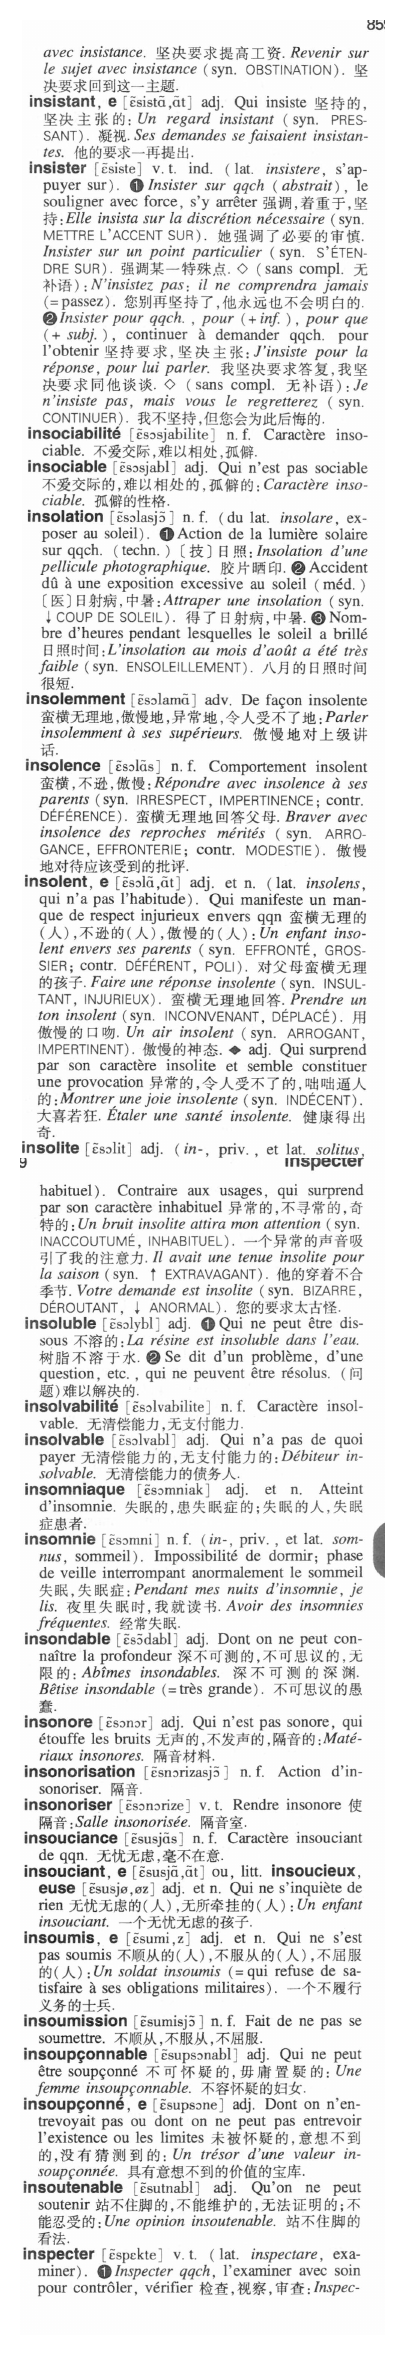 855
avec insistance. 坚决要求提高工资. Revenir sur
le sujet avec insistance (syn. OBSTINATION). 坚
决要求回到这一主题.
insistant, e [ɛ̃sistɑ̃,ɑ̃t] adj. Qui insiste 坚持的,
坚决主张的: Un regard insistant (syn. PRES-
SANT). 凝视. Ses demandes se faisaient insistan-
tes. 他的要求一再提出.
insister [ɛ̃siste] v. t. ind. (lat. insistere, s'ap-
puyer sur). ❶ Insister sur qqch (abstrait), le
souligner avec force, s'y arrêter 强调,着重于,坚
持: Elle insista sur la discrétion nécessaire (syn.
METTRE L'ACCENT SUR). 她强调了必要的审慎.
Insister sur un point particulier (syn. S'ÉTEN-
DRE SUR). 强调某一特殊点. ◇ (sans compl. 无
补语): N'insistez pas; il ne comprendra jamais
(= passez). 您别再坚持了,他永远也不会明白的.
❷ Insister pour qqch., pour (+ inf.), pour que
(+ subj.), continuer à demander qqch. pour
l'obtenir 坚持要求,坚决主张: J'insiste pour la
réponse, pour lui parler. 我坚决要求答复,我坚
决要求同他谈谈. ◇ (sans compl. 无补语): Je
n'insiste pas, mais vous le regretterez (syn.
CONTINUER). 我不坚持,但您会为此后悔的.
insociabilité [ɛ̃sɔsjabilite] n. f. Caractère inso-
ciable. 不爱交际,难以相处,孤僻.
insociable [ɛ̃sɔsjabl] adj. Qui n'est pas sociable
不爱交际的,难以相处的,孤僻的: Caractère inso-
ciable. 孤僻的性格.
insolation [ɛ̃sɔlasjɔ̃] n. f. (du lat. insolare, ex-
poser au soleil). ❶ Action de la lumière solaire
sur qqch. (techn.) [技]日照: Insolation d'une
pellicule photographique. 胶片晒印. ❷ Accident
dû à une exposition excessive au soleil (méd.)
[医]日射病,中暑: Attraper une insolation (syn.
↓ COUP DE SOLEIL). 得了日射病,中暑. ❸ Nom-
bre d'heures pendant lesquelles le soleil a brillé
日照时间: L'insolation au mois d'août a été très
faible (syn. ENSOLEILLEMENT). 八月的日照时间
很短.
insolemment [ɛ̃sɔlamɑ̃] adv. De façon insolente
蛮横无理地,傲慢地,异常地,令人受不了地: Parler
insolemment à ses supérieurs. 傲慢地对上级讲
话.
insolence [ɛ̃sɔlɑ̃s] n. f. Comportement insolent
蛮横,不逊,傲慢: Répondre avec insolence à ses
parents (syn. IRRESPECT, IMPERTINENCE; contr.
DÉFÉRENCE). 蛮横无理地回答父母. Braver avec
insolence des reproches mérités (syn. ARRO-
GANCE, EFFRONTERIE; contr. MODESTIE). 傲慢
地对待应该受到的批评.
insolent, e [ɛ̃sɔlɑ̃,ɑ̃t] adj. et n. (lat. insolens,
qui n'a pas l'habitude). Qui manifeste un man-
que de respect injurieux envers qqn 蛮横无理的
(人),不逊的(人),傲慢的(人): Un enfant inso-
lent envers ses parents (syn. EFFRONTÉ, GROS-
SIER; contr. DÉFÉRENT, POLI). 对父母蛮横无理
的孩子. Faire une réponse insolente (syn. INSUL-
TANT, INJURIEUX). 蛮横无理地回答. Prendre un
ton insolent (syn. INCONVENANT, DÉPLACÉ). 用
傲慢的口吻. Un air insolent (syn. ARROGANT,
IMPERTINENT). 傲慢的神态. ◆ adj. Qui surprend
par son caractère insolite et semble constituer
une provocation 异常的,令人受不了的,咄咄逼人
的: Montrer une joie insolente (syn. INDÉCENT).
大喜若狂. Étaler une santé insolente. 健康得出
奇.
insolite [ɛ̃sɔlit] adj. (in-, priv., et lat. solitus,
9 inspecter
habituel). Contraire aux usages, qui surprend
par son caractère inhabituel 异常的,不寻常的,奇
特的: Un bruit insolite attira mon attention (syn.
INACCOUTUMÉ, INHABITUEL). 一个异常的声音吸
引了我的注意力. Il avait une tenue insolite pour
la saison (syn. ↑ EXTRAVAGANT). 他的穿着不合
季节. Votre demande est insolite (syn. BIZARRE,
DÉROUTANT, ↓ ANORMAL). 您的要求太古怪.
insoluble [ɛ̃sɔlybl] adj. ❶ Qui ne peut être dis-
sous 不溶的: La résine est insoluble dans l'eau.
树脂不溶于水. ❷ Se dit d'un problème, d'une
question, etc., qui ne peuvent être résolus. (问
题)难以解决的.
insolvabilité [ɛ̃sɔlvabilite] n. f. Caractère insol-
vable. 无清偿能力,无支付能力.
insolvable [ɛ̃sɔlvabl] adj. Qui n'a pas de quoi
payer 无清偿能力的,无支付能力的: Débiteur in-
solvable. 无清偿能力的债务人.
insomniaque [ɛ̃sɔmniak] adj. et n. Atteint
d'insomnie. 失眠的,患失眠症的;失眠的人,失眠
症患者.
insomnie [ɛ̃sɔmni] n. f. (in-, priv., et lat. som-
nus, sommeil). Impossibilité de dormir; phase
de veille interrompant anormalement le sommeil
失眠,失眠症: Pendant mes nuits d'insomnie, je
lis. 夜里失眠时,我就读书. Avoir des insomnies
fréquentes. 经常失眠.
insondable [ɛ̃sɔ̃dabl] adj. Dont on ne peut con-
naître la profondeur 深不可测的,不可思议的,无
限的: Abîmes insondables. 深不可测的深渊.
Bêtise insondable (= très grande). 不可思议的愚
蠢.
insonore [ɛ̃sɔnɔr] adj. Qui n'est pas sonore, qui
étouffe les bruits 无声的,不发声的,隔音的: Maté-
riaux insonores. 隔音材料.
insonorisation [ɛ̃snɔrizasjɔ̃] n. f. Action d'in-
sonoriser. 隔音.
insonoriser [ɛ̃sɔnɔrize] v. t. Rendre insonore 使
隔音: Salle insonorisée. 隔音室.
insouciance [ɛ̃susjɑ̃s] n. f. Caractère insouciant
de qqn. 无忧无虑,毫不在意.
insouciant, e [ɛ̃susjɑ̃,ɑ̃t] ou, litt. insoucieux,
euse [ɛ̃susjø,øz] adj. et n. Qui ne s'inquiète de
rien 无忧无虑的(人),无所牵挂的(人): Un enfant
insouciant. 一个无忧无虑的孩子.
insoumis, e [ɛ̃sumi,z] adj. et n. Qui ne s'est
pas soumis 不顺从的(人),不服从的(人),不屈服
的(人): Un soldat insoumis (= qui refuse de sa-
tisfaire à ses obligations militaires). 一个不履行
义务的士兵.
insoumission [ɛ̃sumisjɔ̃] n. f. Fait de ne pas se
soumettre. 不顺从,不服从,不屈服.
insoupçonnable [ɛ̃supsɔnabl] adj. Qui ne peut
être soupçonné 不可怀疑的,毋庸置疑的: Une
femme insoupçonnable. 不容怀疑的妇女.
insoupçonné, e [ɛ̃supsɔne] adj. Dont on n'en-
trevoyait pas ou dont on ne peut pas entrevoir
l'existence ou les limites 未被怀疑的,意想不到
的,没有猜测到的: Un trésor d'une valeur in-
soupçonnée. 具有意想不到的价值的宝库.
insoutenable [ɛ̃sutnabl] adj. Qu'on ne peut
soutenir 站不住脚的,不能维护的,无法证明的;不
能忍受的: Une opinion insoutenable. 站不住脚的
看法.
inspecter [ɛ̃spɛkte] v. t. (lat. inspectare, exa-
miner). ❶ Inspecter qqch, l'examiner avec soin
pour contrôler, vérifier 检查,视察,审查: Inspec-